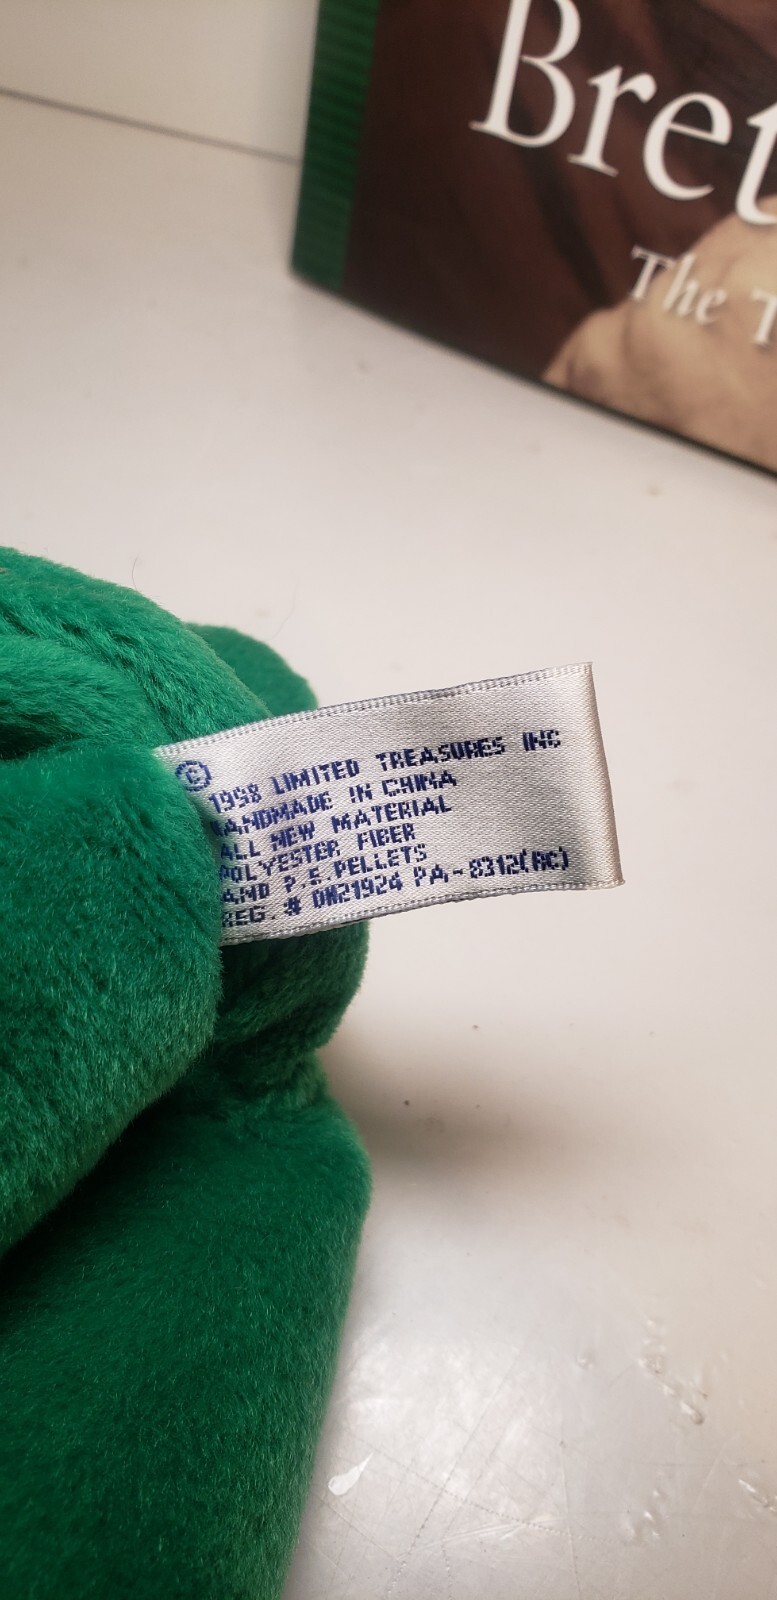 Bret
The T
© 1998 LIMITED TREASURES INC
HANDMADE IN CHINA
ALL NEW MATERIAL
POLYESTER FIBER
AND P.E.PELLETS
REG. # DN21924 PA-8312(RC)